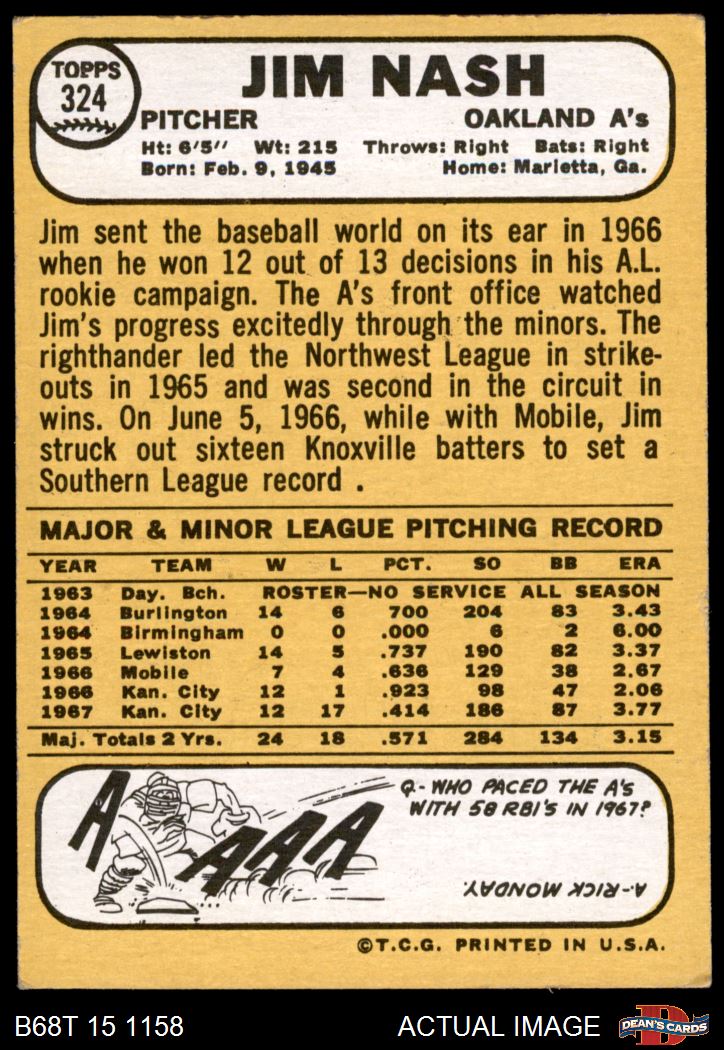 TOPPS
324
JIM NASH
PITCHER OAKLAND A's
Ht: 6'5" Wt: 215 Throws: Right Bats: Right
Born: Feb. 9, 1945 Home: Marietta, Ga.
Jim sent the baseball world on its ear in 1966
when he won 12 out of 13 decisions in his A.L.
rookie campaign. The A's front office watched
Jim's progress excitedly through the minors. The
righthander led the Northwest League in strike-
outs in 1965 and was second in the circuit in
wins. On June 5, 1966, while with Mobile, Jim
struck out sixteen Knoxville batters to set a
Southern League record .
MAJOR & MINOR LEAGUE PITCHING RECORD
YEAR TEAM W L PCT. SO BB ERA
1963 Day. Bch. ROSTER—NO SERVICE ALL SEASON
1964 Burlington 14 6 700 204 83 3.43
1964 Birmingham 0 0 .000 6 2 6.00
1965 Lewiston 14 5 .737 190 82 3.37
1966 Mobile 7 4 .636 129 38 2.67
1966 Kan. City 12 1 .923 98 47 2.06
1967 Kan. City 12 17 .414 186 87 3.77
Maj. Totals 2 Yrs. 24 18 .571 284 134 3.15
A AAA
Q.- WHO PACED THE A's
WITH 58 RBI'S IN 1967?
A.-RICK MONDAY.
©T.C.G. PRINTED IN U.S.A.
B68T 15 1158 ACTUAL IMAGE
D
DEAN'S CARDS